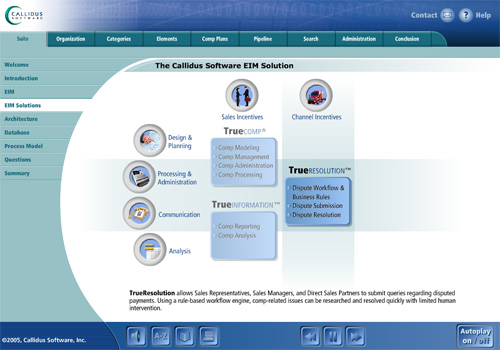 CALLIDUS
SOFTWARE
Contact
? Help
Suite
Organization
Categories
Elements
Comp Plans
Pipeline
Search
Administration
Conclusion
Welcome
Introduction
EIM
EIM Solutions
Architecture
Database
Process Model
Questions
Summary
The Callidus Software EIM Solution
Sales Incentives
Channel Incentives
TrueCOMP®
Design &
Planning
Comp Modeling
Comp Management
Comp Administration
Comp Processing
Processing &
Administration
TrueRESOLUTION™
Dispute Workflow &
Business Rules
Dispute Submission
Dispute Resolution
TrueINFORMATION™
Communication
Comp Reporting
Comp Analysis
Analysis
TrueResolution allows Sales Representatives, Sales Managers, and Direct Sales Partners to submit queries regarding disputed
payments. Using a rule-based workflow engine, comp-related issues can be researched and resolved quickly with limited human
intervention.
©2005, Callidus Software, Inc.
A-Z
Autoplay
on / off